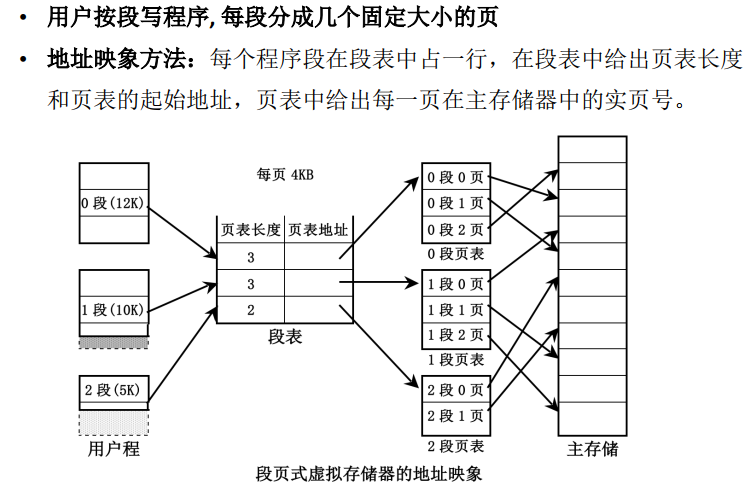 • 用户按段写程序, 每段分成几个固定大小的页
• 地址映象方法：每个程序段在段表中占一行，在段表中给出页表长度
和页表的起始地址，页表中给出每一页在主存储器中的实页号。
每页 4KB
0 段(12K)
1 段(10K)
2 段(5K)
用户程
页表长度 页表地址
3
3
2
段表
0 段 0 页
0 段 1 页
0 段 2 页
0 段页表
1 段 0 页
1 段 1 页
1 段 2 页
1 段页表
2 段 0 页
2 段 1 页
2 段页表
主存储
段页式虚拟存储器的地址映象